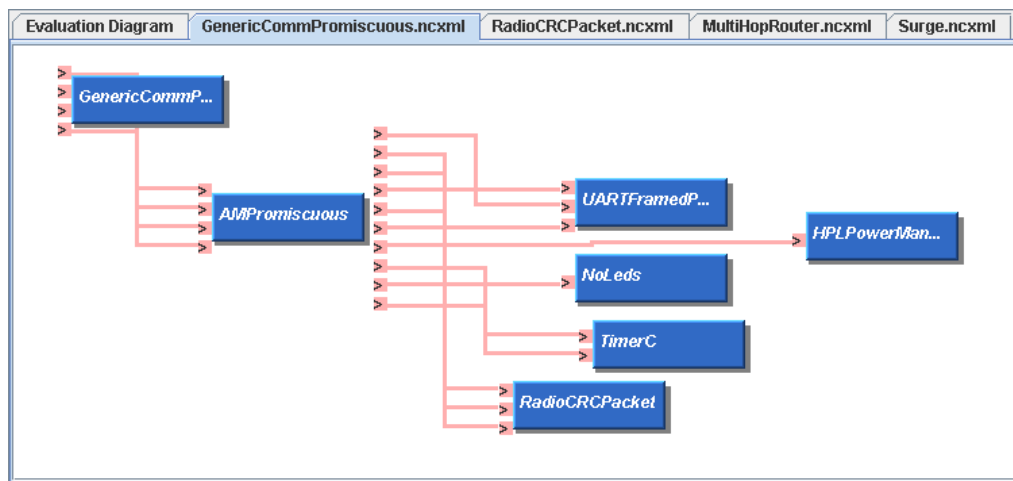 Evaluation Diagram GenericCommPromiscuous.ncxml RadioCRCPacket.ncxml MultiHopRouter.ncxml Surge.ncxml
GenericCommP...
AMPromiscuous
UARTFramedP...
HPLPowerMan...
NoLeds
TimerC
RadioCRCPacket